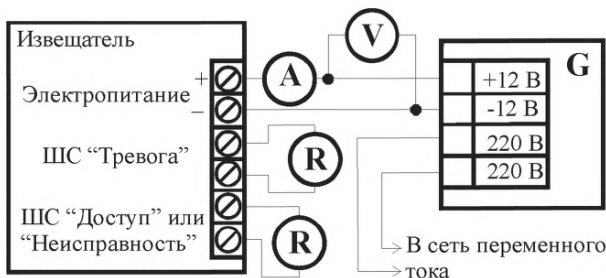 Извещатель
V
G
+
A
+12 В
Электропитание
–
-12 В
ШС “Тревога”
R
220 В
220 В
ШС “Доступ” или
“Неисправность”
R
В сеть переменного
тока